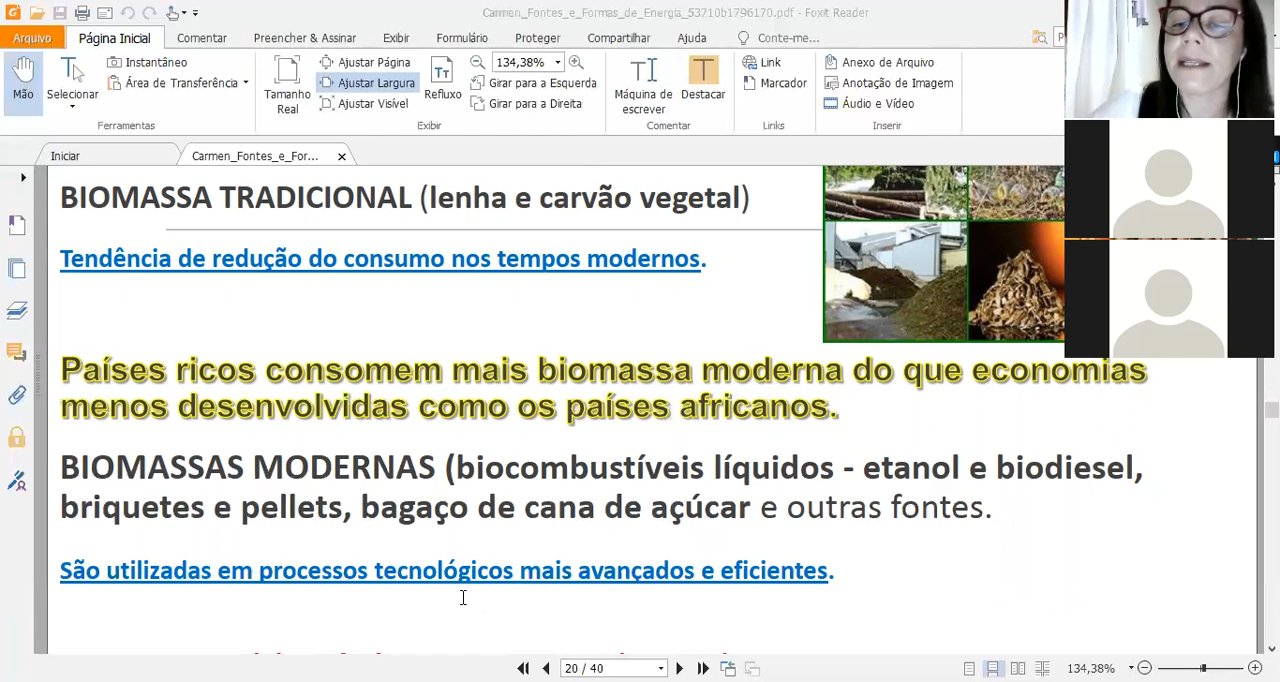 Carmen_Fontes_e_Formas_de_Energia_53710b1796170.pdf - Foxit Reader
Arquivo Página Inicial Comentar Preencher & Assinar Exibir Formulário Proteger Compartilhar Ajuda Conte-me...
Mão
Selecionar
Instantâneo
Área de Transferência
Ferramentas
Tamanho
Real
Ajustar Página
Ajustar Largura
Ajustar Visível
Refluxo
134,38%
Girar para a Esquerda
Girar para a Direita
Exibir
Máquina de
escrever
Destacar
Comentar
Link
Marcador
Links
Anexo de Arquivo
Anotação de Imagem
Áudio e Vídeo
Inserir
Iniciar Carmen_Fontes_e_For...
BIOMASSA TRADICIONAL (lenha e carvão vegetal)
Tendência de redução do consumo nos tempos modernos.
Países ricos consomem mais biomassa moderna do que economias
menos desenvolvidas como os países africanos.
BIOMASSAS MODERNAS (biocombustíveis líquidos - etanol e biodiesel,
briquetes e pellets, bagaço de cana de açúcar e outras fontes.
São utilizadas em processos tecnológicos mais avançados e eficientes.
20 / 40 134,38%